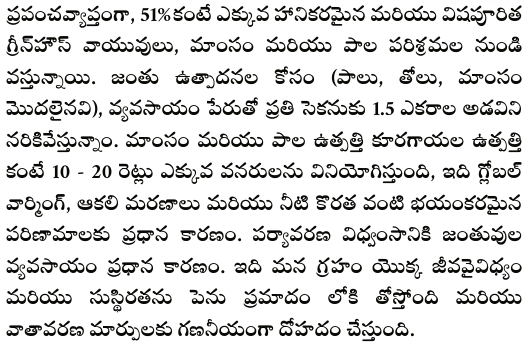 ప్రపంచవ్యాప్తంగా, 51%కంటే ఎక్కువ హానికరమైన మరియు విషపూరిత
గ్రీన్‌హౌస్ వాయువులు, మాంసం మరియు పాల పరిశ్రమల నుండి
వస్తున్నాయి. జంతు ఉత్పాదనల కోసం (పాలు, తోలు, మాంసం
మొదలైనవి), వ్యవసాయం పేరుతో ప్రతి సెకనుకు 1.5 ఎకరాల అడవిని
నరికివేస్తున్నాం. మాంసం మరియు పాల ఉత్పత్తి కూరగాయల ఉత్పత్తి
కంటే 10 - 20 రెట్లు ఎక్కువ వనరులను వినియోగిస్తుంది, ఇది గ్లోబల్
వార్మింగ్, ఆకలి మరణాలు మరియు నీటి కొరత వంటి భయంకరమైన
పరిణామాలకు ప్రధాన కారణం. పర్యావరణ విధ్వంసానికి జంతువుల
వ్యవసాయం ప్రధాన కారణం. ఇది మన గ్రహం యొక్క జీవవైవిధ్యం
మరియు సుస్థిరతను పెను ప్రమాదం లోకి తోస్తోంది మరియు
వాతావరణ మార్పులకు గణనీయంగా దోహదం చేస్తుంది.